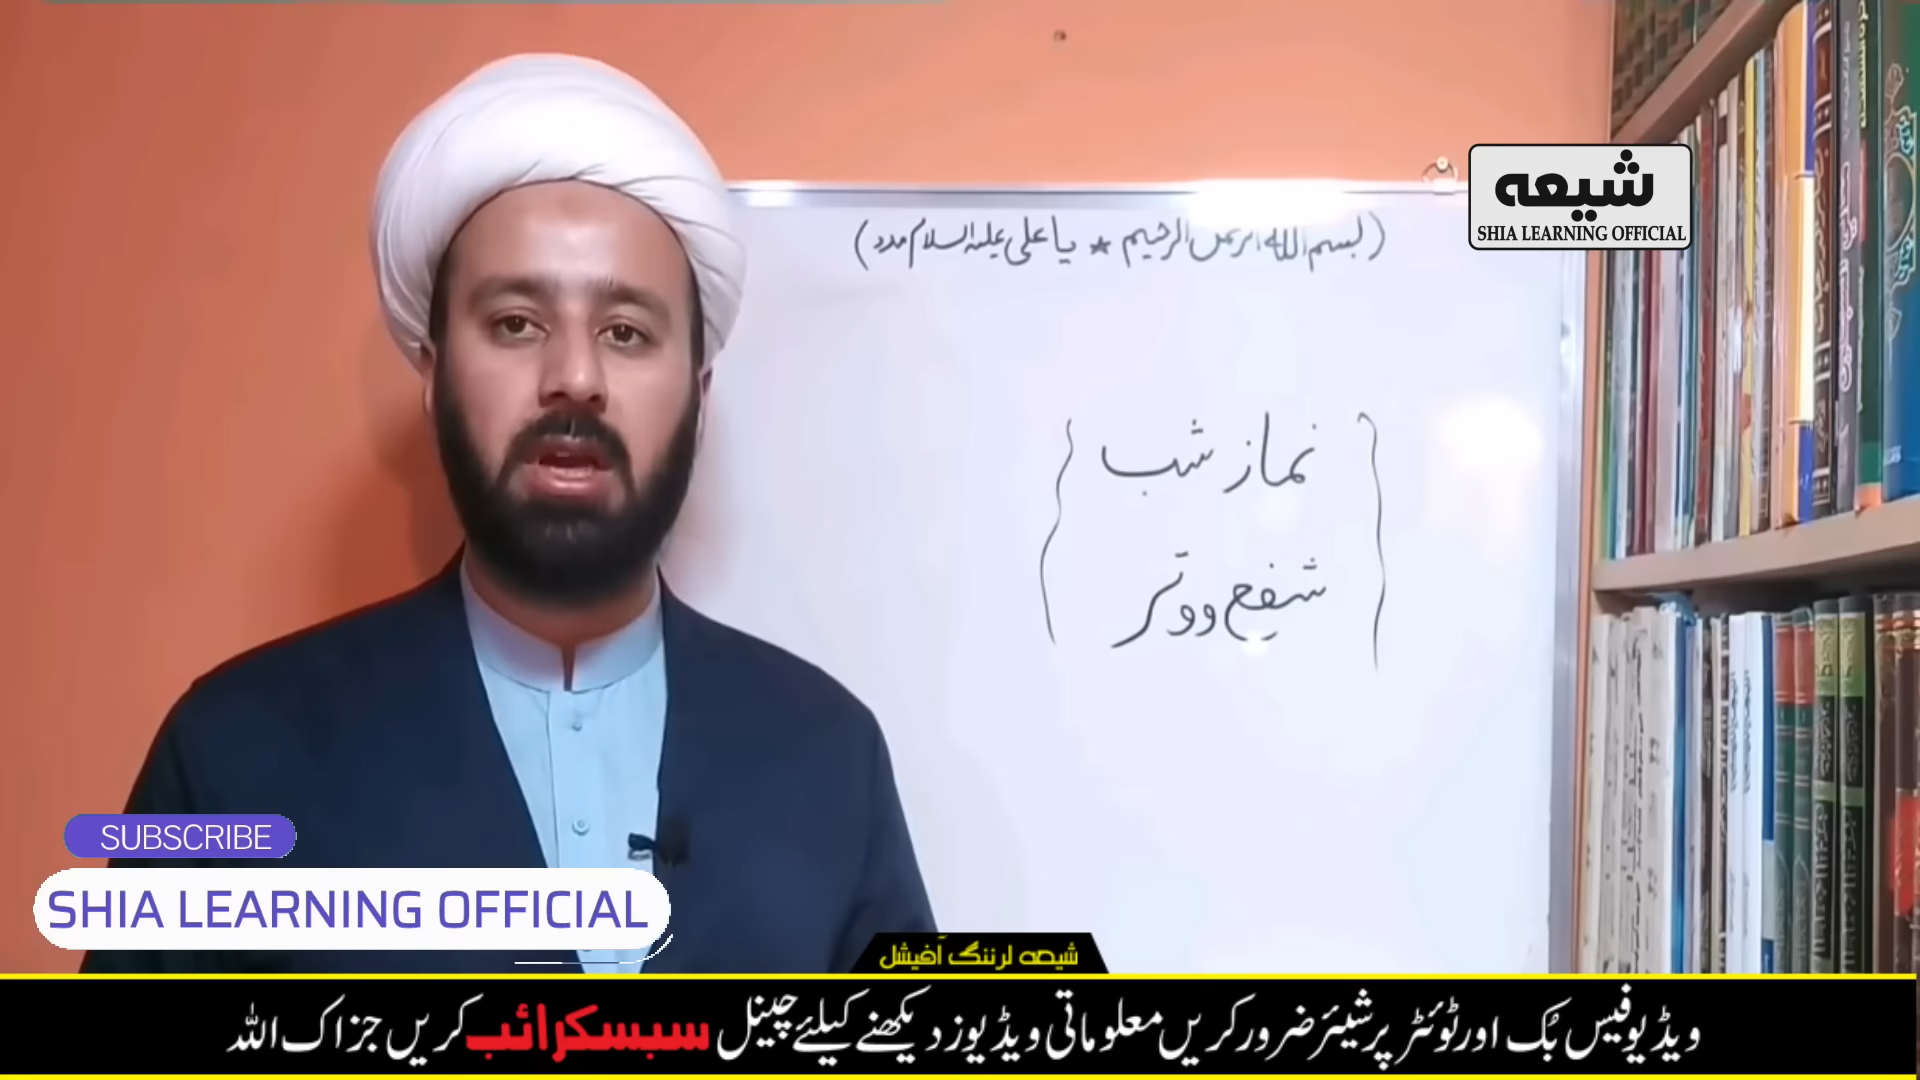 (بسم اللہ الرحمن الرحیم ★ یا علی علیہ السلام مدد)
شیعہ
SHIA LEARNING OFFICIAL
نماز شب
شفع و وتر
SUBSCRIBE
SHIA LEARNING OFFICIAL
شیعہ لرننگ آفیشل
ویڈیو فیس بُک اور ٹوئٹر پر شیئر ضرور کریں معلوماتی ویڈیوز دیکھنے کیلئے چینل سبسکرائب کریں جزاک اللہ